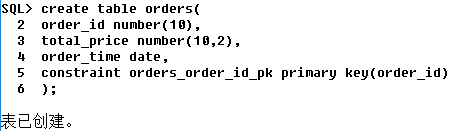 SQL> create table orders(
2 order_id number(10),
3 total_price number(10,2),
4 order_time date,
5 constraint orders_order_id_pk primary key(order_id)
6 );
表已创建。